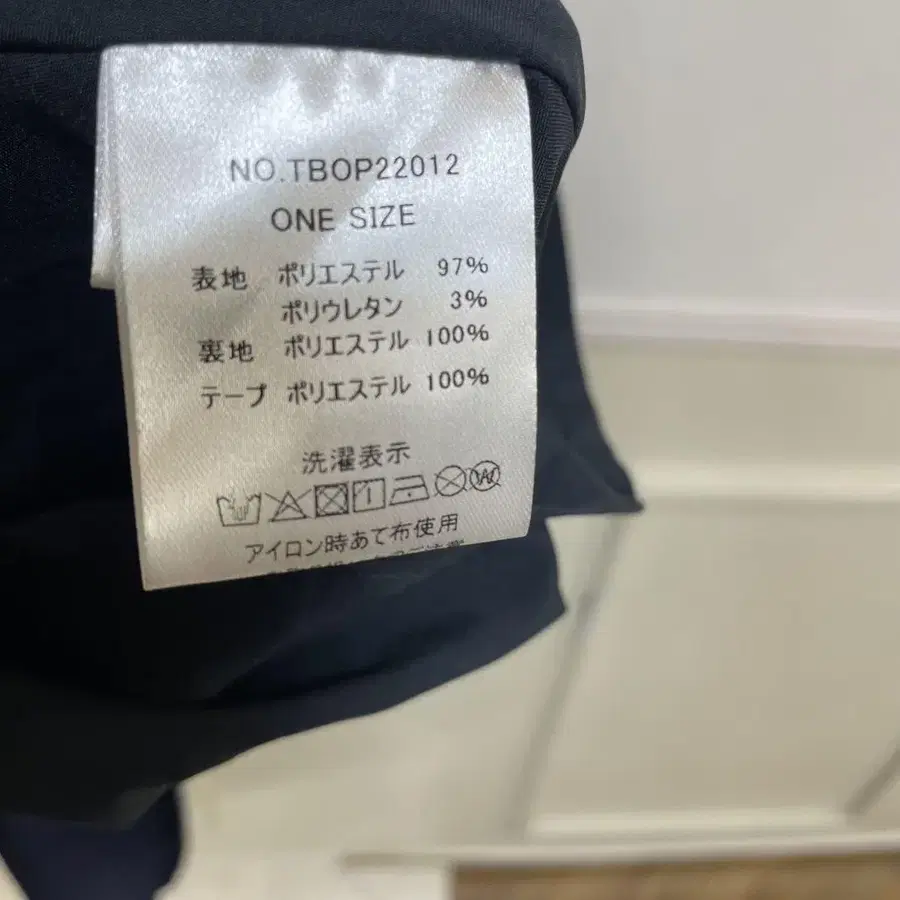 NO.TBOP22012
ONE SIZE
表地 ポリエステル 97%
ポリウレタン 3%
裏地 ポリエステル 100%
テープ ポリエステル 100%
洗濯表示
アイロン時あて布使用